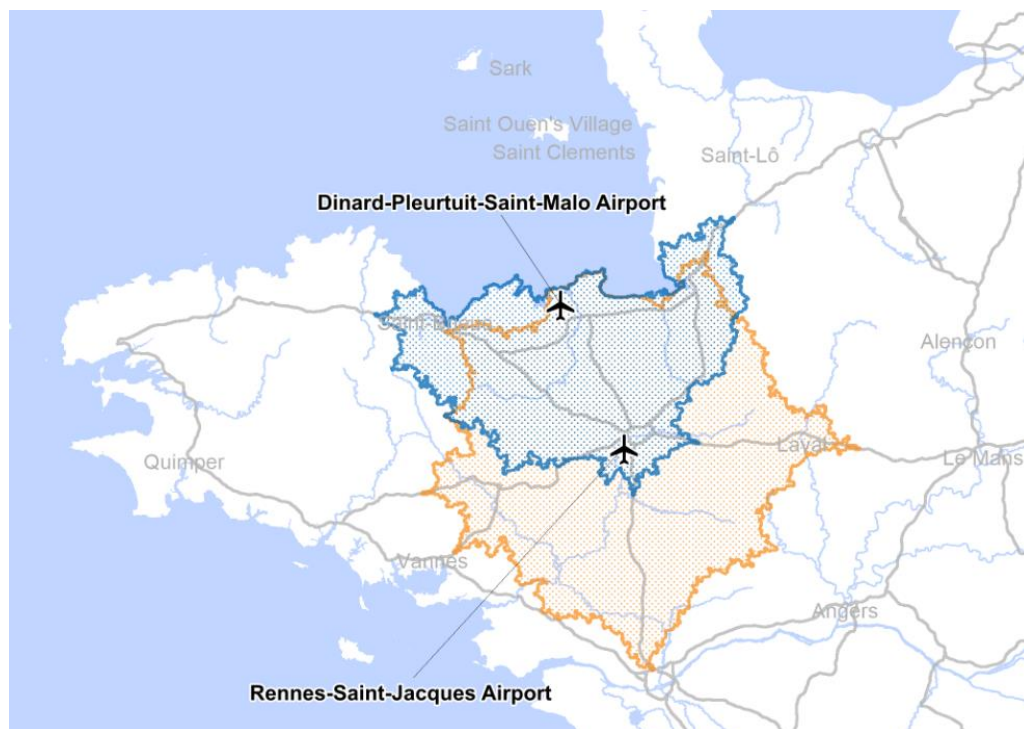 Sark
Saint Ouen's Village
Saint Clements
Saint-Lô
Dinard-Pleurtuit-Saint-Malo Airport
Alençon
Laval
Quimper
Le Mans
Vannes
Angers
Rennes-Saint-Jacques Airport